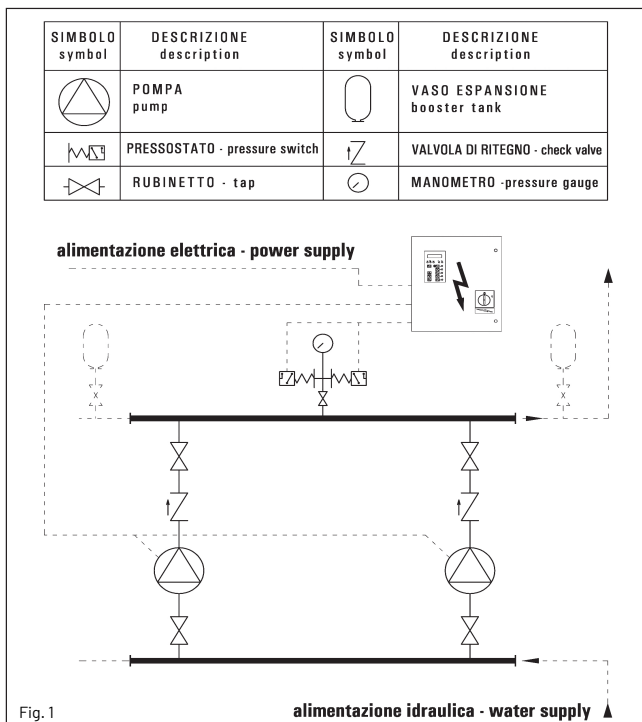 SIMBOLO DESCRIZIONE SIMBOLO DESCRIZIONE
symbol description symbol description
POMPA VASO ESPANSIONE
pump booster tank
PRESSOSTATO - pressure switch VALVOLA DI RITEGNO - check valve
RUBINETTO - tap MANOMETRO -pressure gauge
alimentazione elettrica - power supply
Fig. 1 alimentazione idraulica - water supply